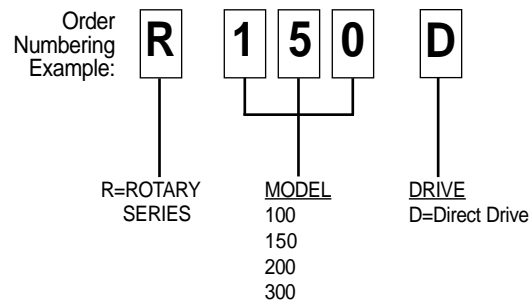 Order
Numbering
Example:
R 1 5 0 D
R=ROTARY
SERIES
MODEL
100
150
200
300
DRIVE
D=Direct Drive